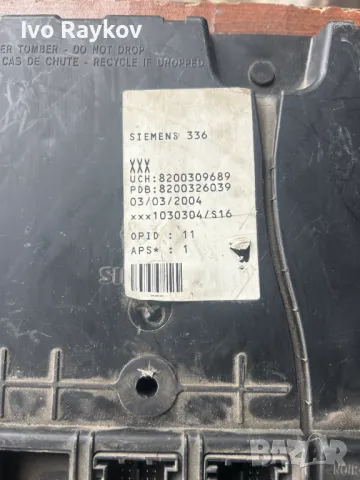 Ivo Raykov
ER TOMBER - DO NOT DROP
CAS DE CHUTE - RECYCLE IF DROPPED
SIEMENS 336
XXX
UCH:8200309689
PDB:8200326039
03/03/2004
xxx1030304/S16
OPID : 11
APS* : 1
BAZAR